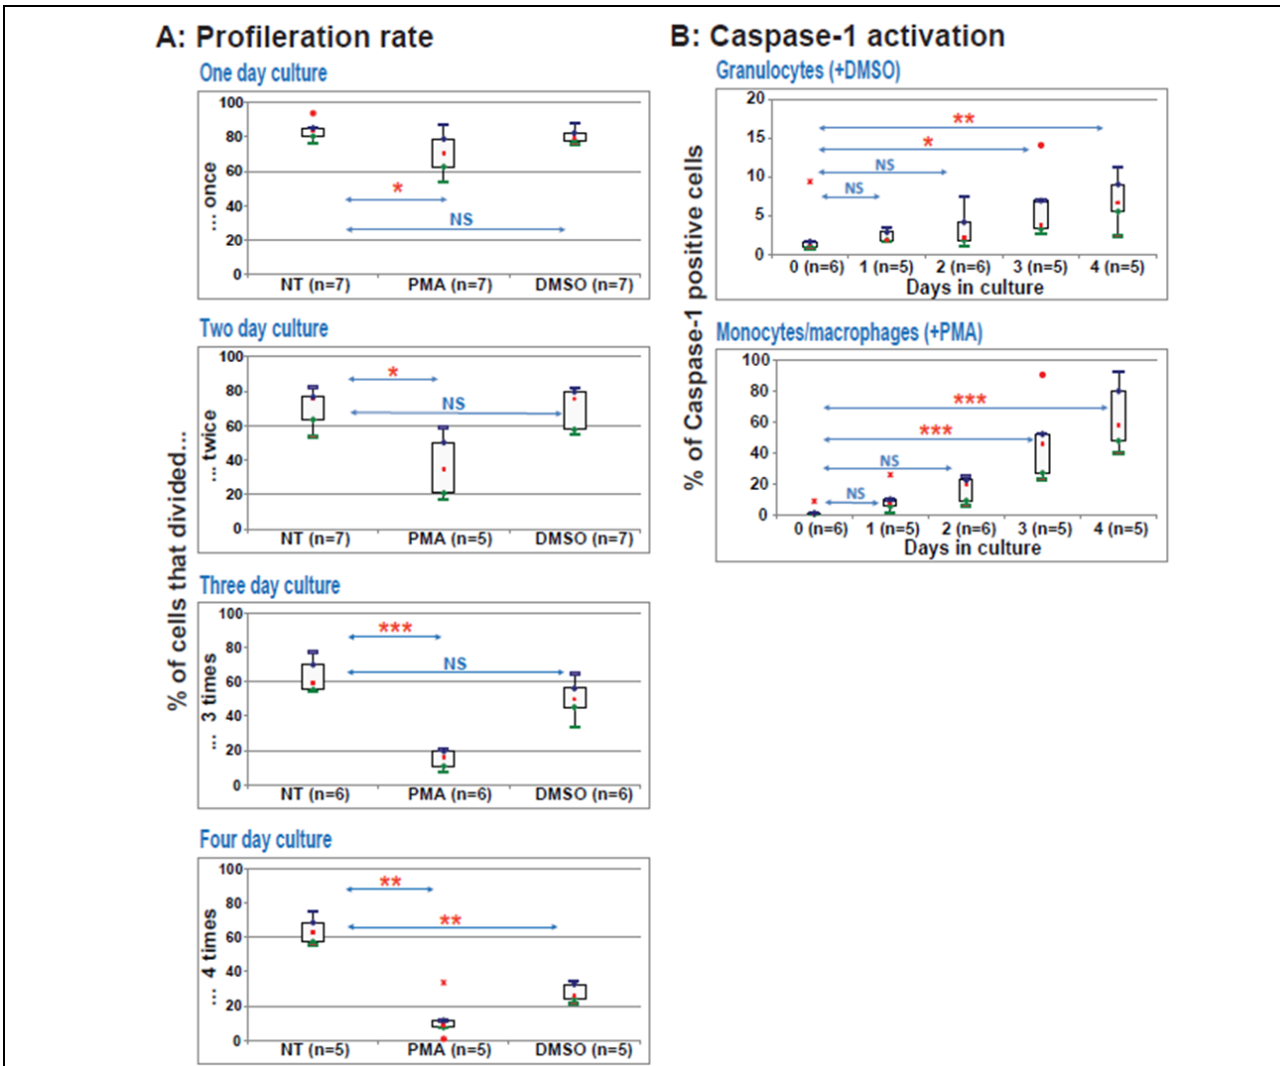 A: Profileration rate
% of cells that divided...
One day culture
... once
100
80
60
40
20
0
*
NS
NT (n=7)
PMA (n=7)
DMSO (n=7)
Two day culture
... twice
100
80
60
40
20
0
*
NS
NT (n=7)
PMA (n=5)
DMSO (n=7)
Three day culture
... 3 times
100
80
60
40
20
0
***
NS
NT (n=6)
PMA (n=6)
DMSO (n=6)
Four day culture
... 4 times
100
80
60
40
20
0
**
**
NT (n=5)
PMA (n=5)
DMSO (n=5)
B: Caspase-1 activation
% of Caspase-1 positive cells
Granulocytes (+DMSO)
20
15
10
5
0
**
*
NS
NS
0 (n=6)
1 (n=5)
2 (n=6)
3 (n=5)
4 (n=5)
Days in culture
Monocytes/macrophages (+PMA)
100
80
60
40
20
0
***
***
NS
NS
0 (n=6)
1 (n=5)
2 (n=6)
3 (n=5)
4 (n=5)
Days in culture